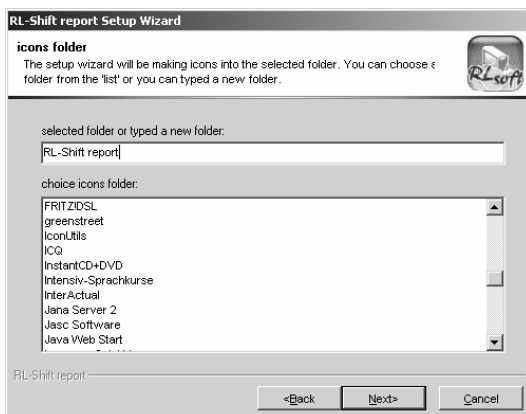 RL-Shift report Setup Wizard
icons folder
The setup wizard will be making icons into the selected folder. You can choose
folder from the 'list' or you can typed a new folder.
RLsoft
selected folder or typed a new folder:
RL-Shift report
choice icons folder:
FRITZ!DSL
greenstreet
IconUtils
ICQ
InstantCD+DVD
Intensiv-Sprachkurse
InterActual
Jana Server 2
Jasc Software
Java Web Start
RL-Shift report
<Back
Next>
Cancel